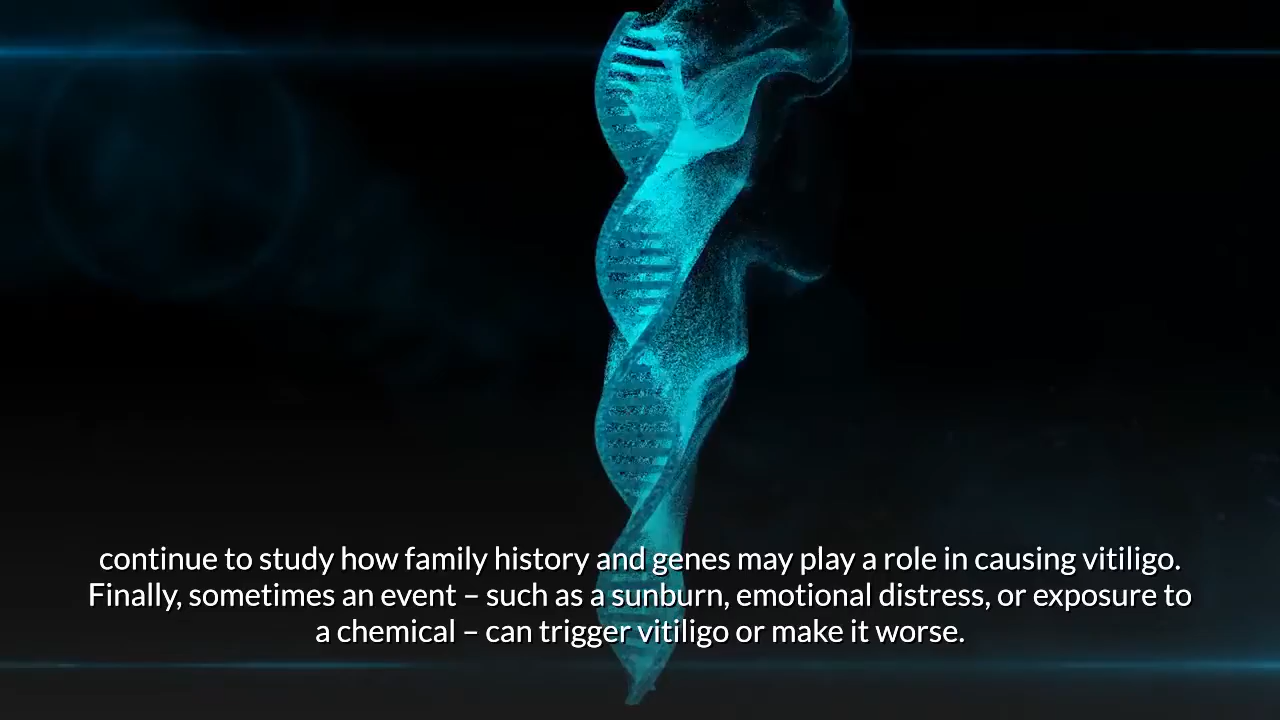 continue to study how family history and genes may play a role in causing vitiligo.
Finally, sometimes an event – such as a sunburn, emotional distress, or exposure to
a chemical – can trigger vitiligo or make it worse.